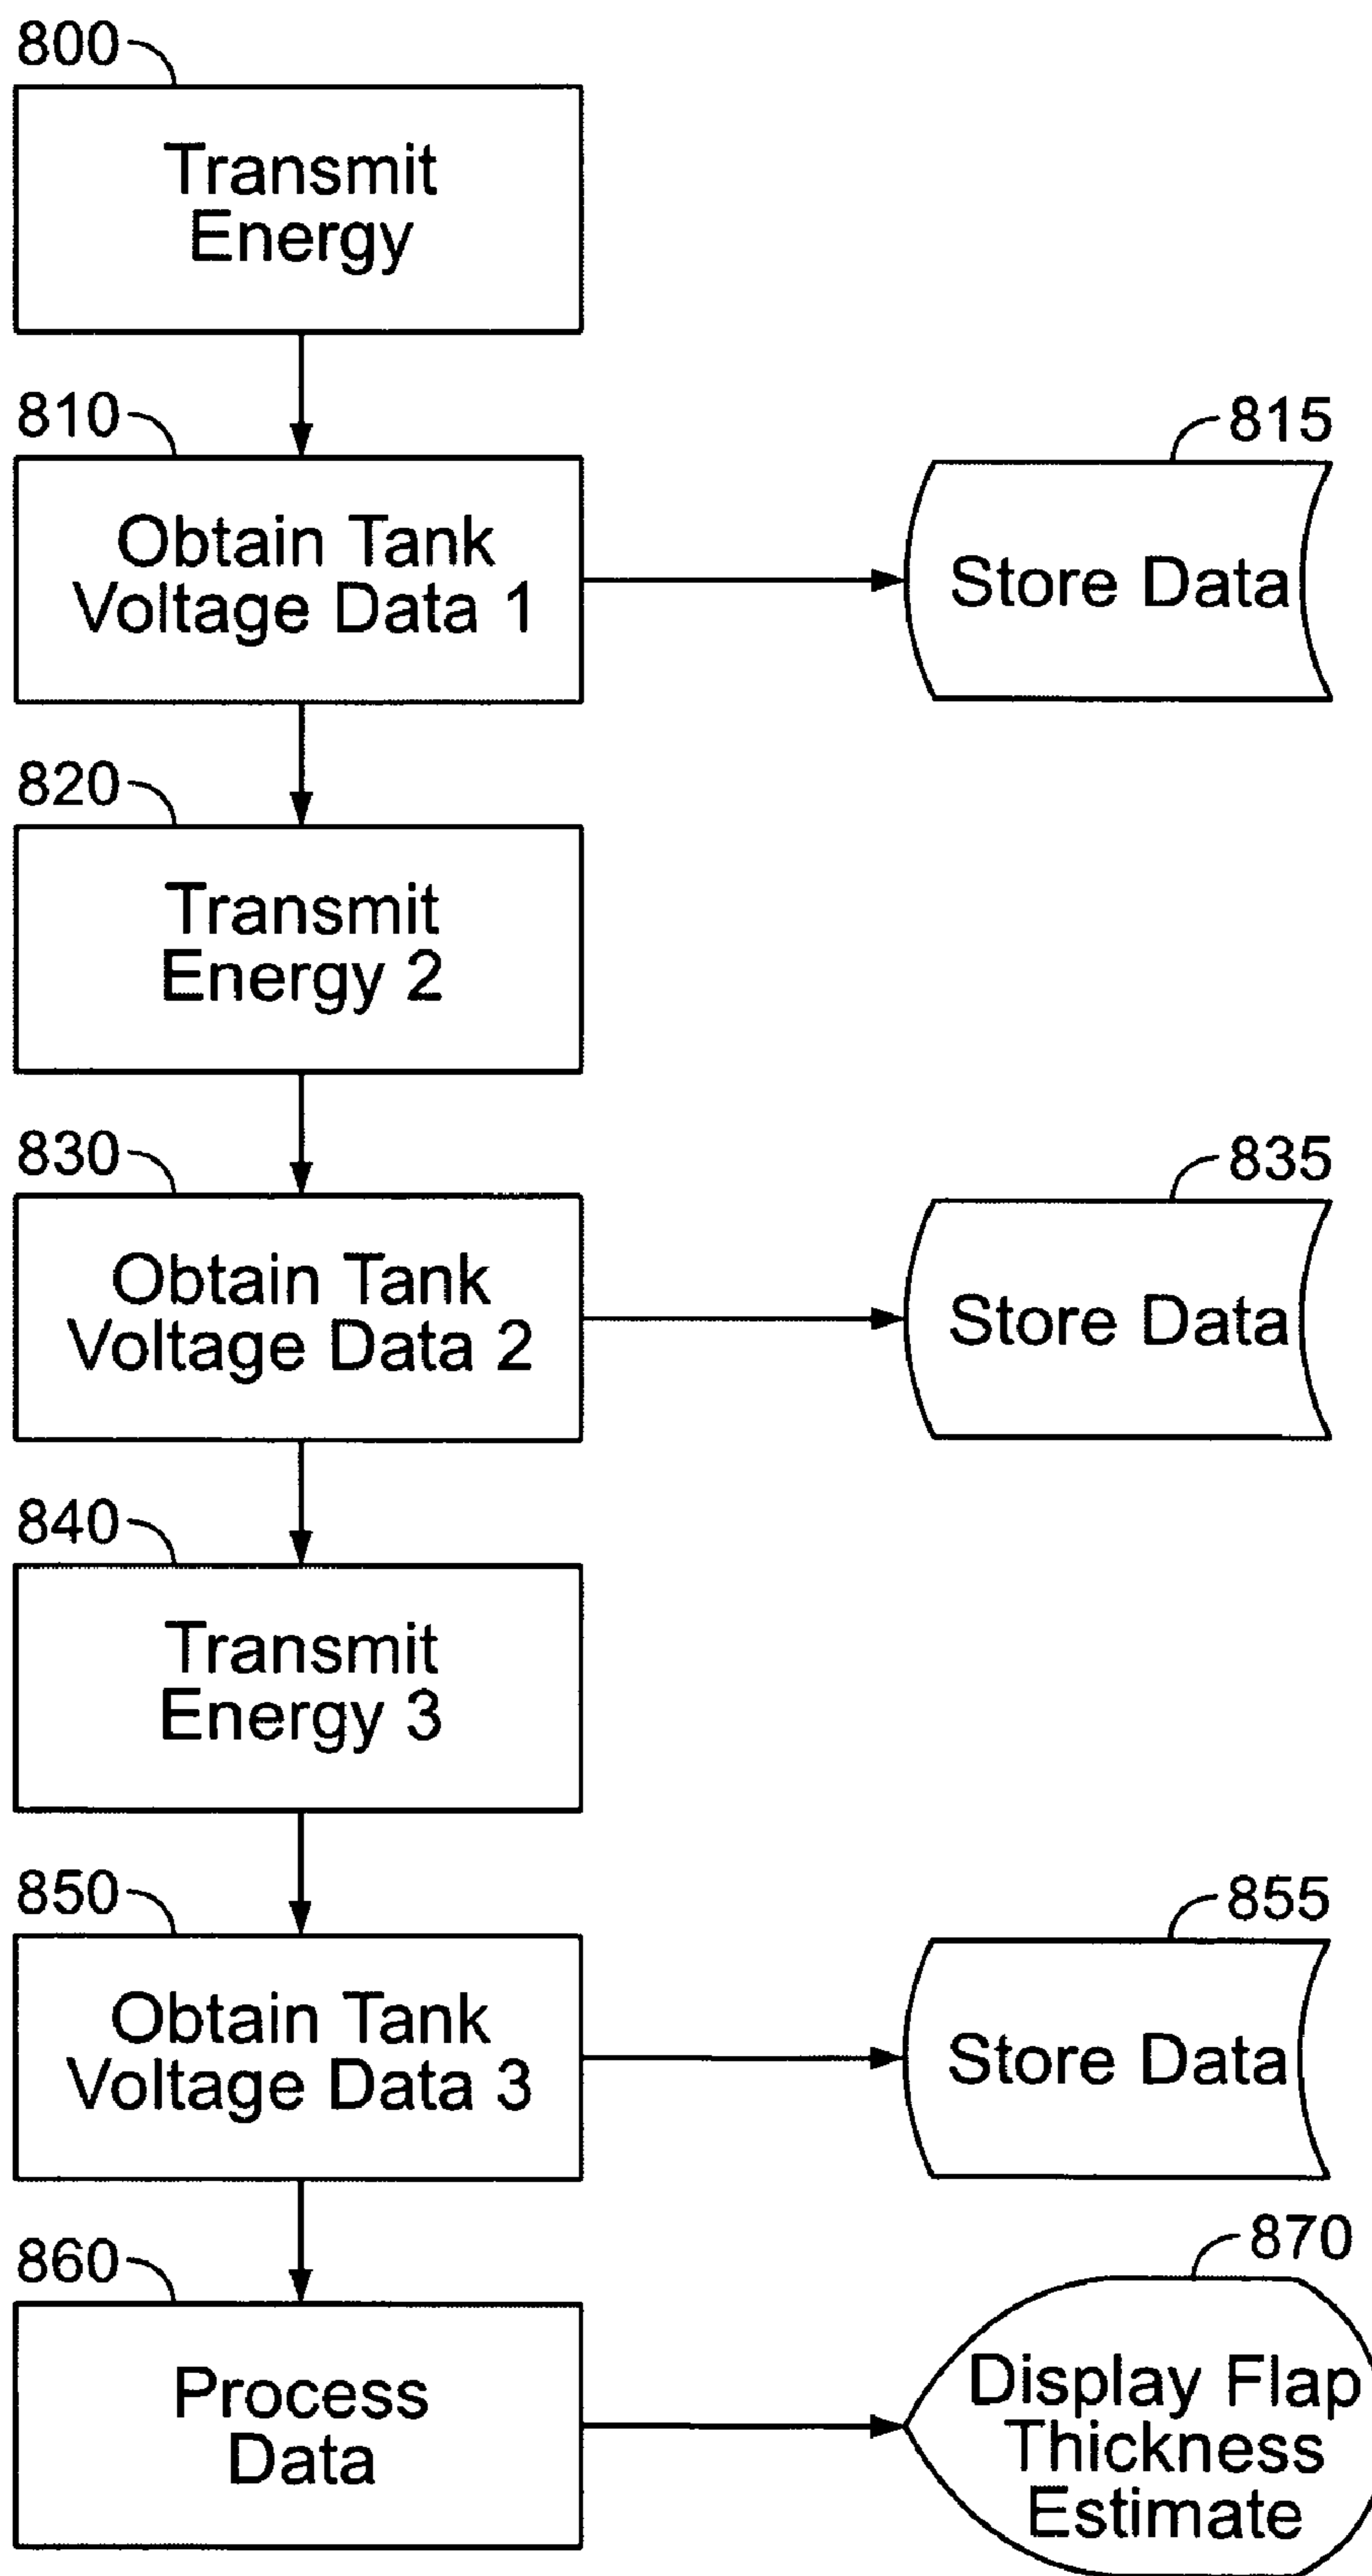 800
Transmit
Energy
810
Obtain Tank
Voltage Data 1
815
Store Data
820
Transmit
Energy 2
830
Obtain Tank
Voltage Data 2
835
Store Data
840
Transmit
Energy 3
850
Obtain Tank
Voltage Data 3
855
Store Data
860
Process
Data
870
Display Flap
Thickness
Estimate